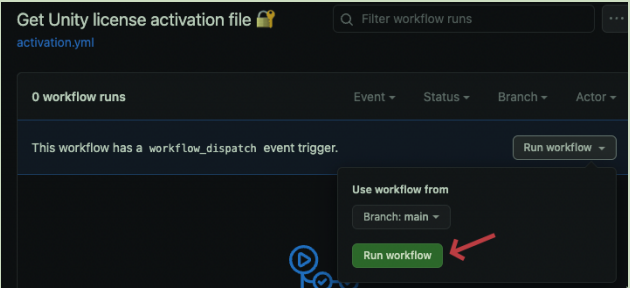 Get Unity license activation file 🔐
Filter workflow runs
activation.yml
0 workflow runs
Event
Status
Branch
Actor
This workflow has a workflow_dispatch event trigger.
Run workflow
Use workflow from
Branch: main
Run workflow